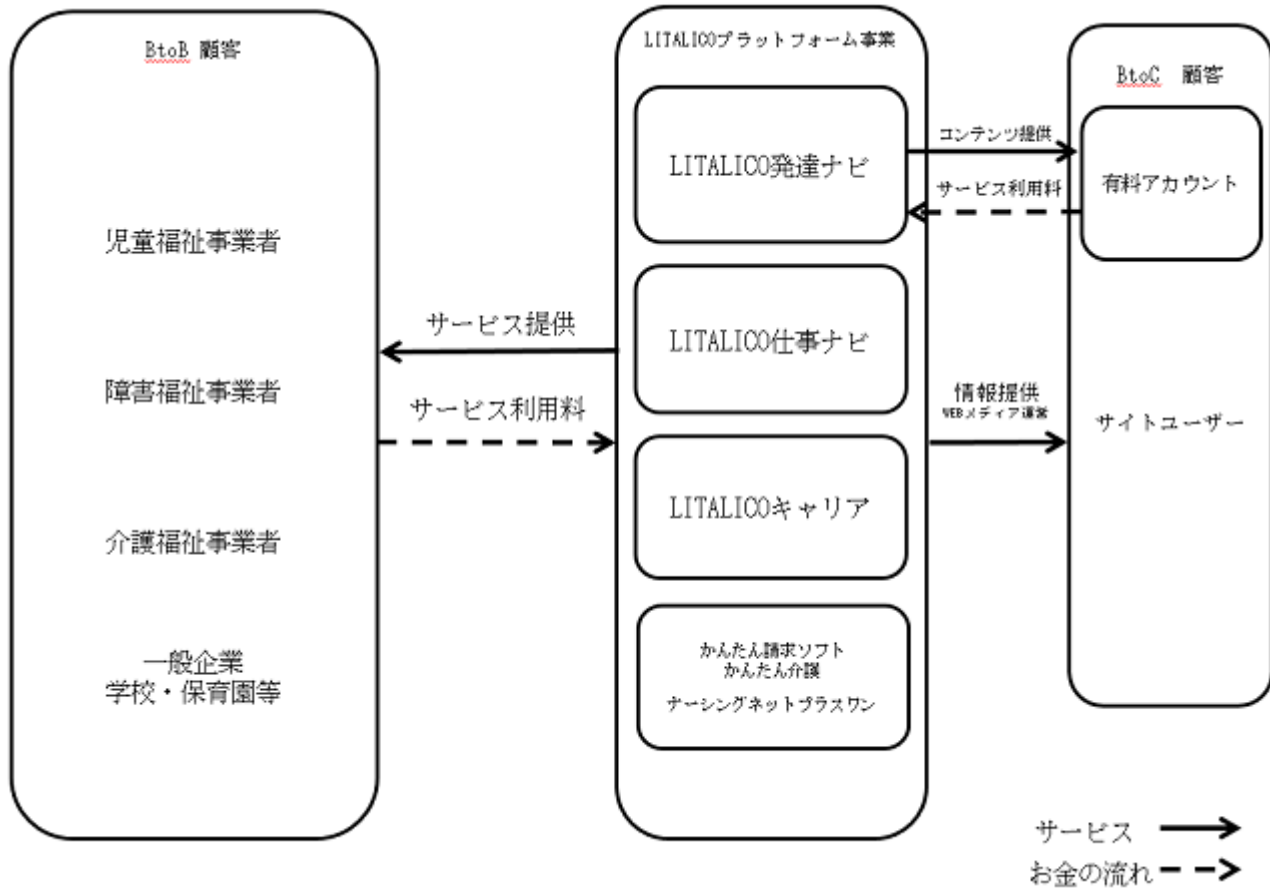 BtoB 顧客
児童福祉事業者
障害福祉事業者
介護福祉事業者
一般企業
学校・保育園等
サービス提供
サービス利用料
LITALICOプラットフォーム事業
LITALICO発達ナビ
LITALICO仕事ナビ
LITALICOキャリア
かんたん請求ソフト
かんたん介護
ナーシングネットプラスワン
コンテンツ提供
サービス利用料
情報提供
WEBメディア運営
BtoC 顧客
有料アカウント
サイトユーザー
サービス
お金の流れ